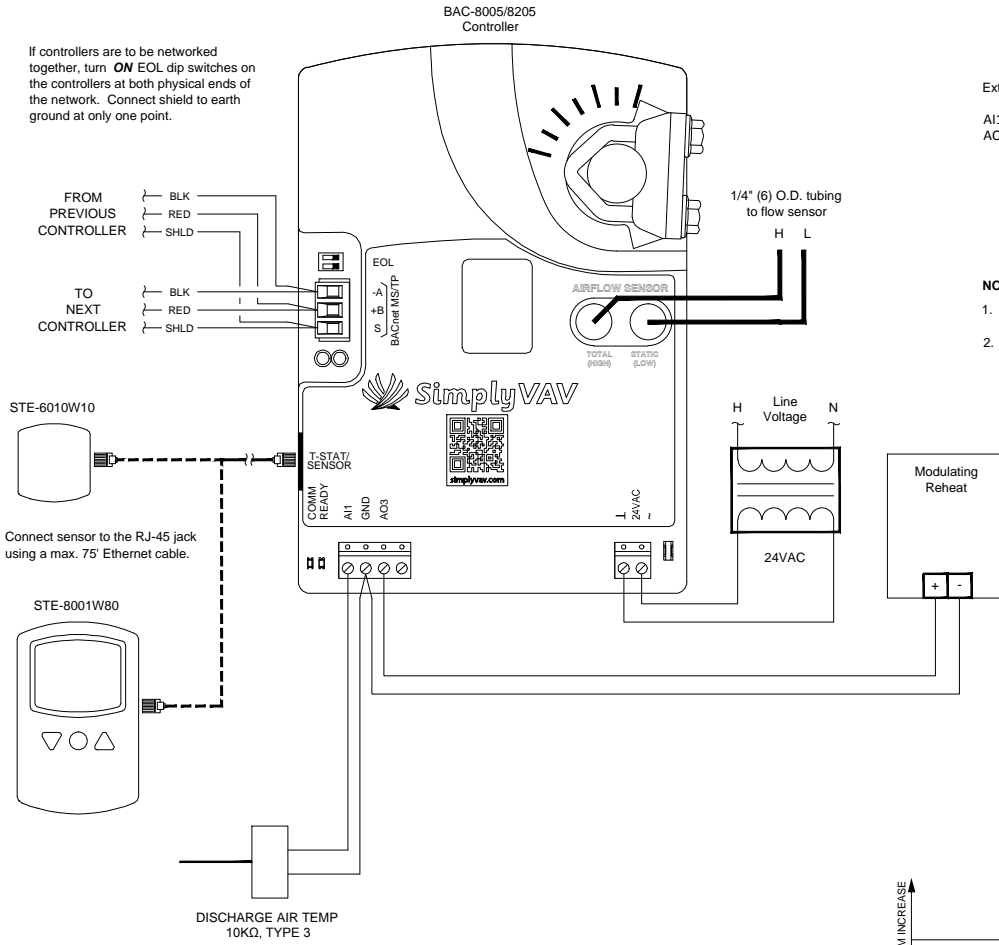 BAC-8005/8205
Controller
If controllers are to be networked
together, turn ON EOL dip switches on
the controllers at both physical ends of
the network. Connect shield to earth
ground at only one point.
FROM
PREVIOUS
CONTROLLER
BLK
RED
SHLD
TO
NEXT
CONTROLLER
BLK
RED
SHLD
EOL
-A
+B
S
BACnet MS/TP
AIRFLOW SENSOR
TOTAL
(HIGH)
STATIC
(LOW)
1/4" (6) O.D. tubing
to flow sensor
H L
SimplyVAV
simplyvav.com
STE-6010W10
T-STAT/
SENSOR
COMM
READY
AI1
GND
AO3
24VAC
~
Connect sensor to the RJ-45 jack
using a max. 75' Ethernet cable.
STE-8001W80
H Line N
Voltage
24VAC
Modulating
Reheat
+ -
DISCHARGE AIR TEMP
10KΩ, TYPE 3
1.
2.
M INCREASE